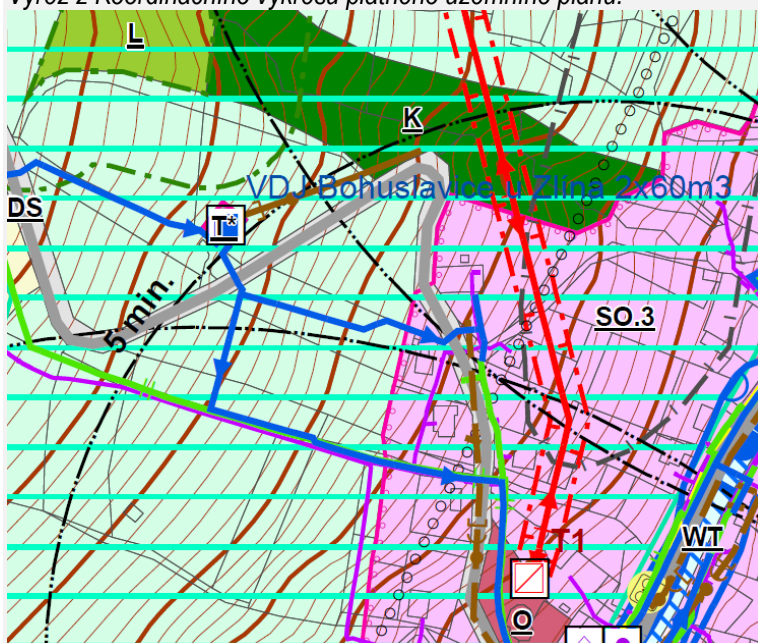 Výřez z Koordinačního výkresu platného územního plánu:
L
K
VDJ Bohuslavice u Zlína 2x60m3
DS
T*
5 min.
SO.3
T1
WT
O